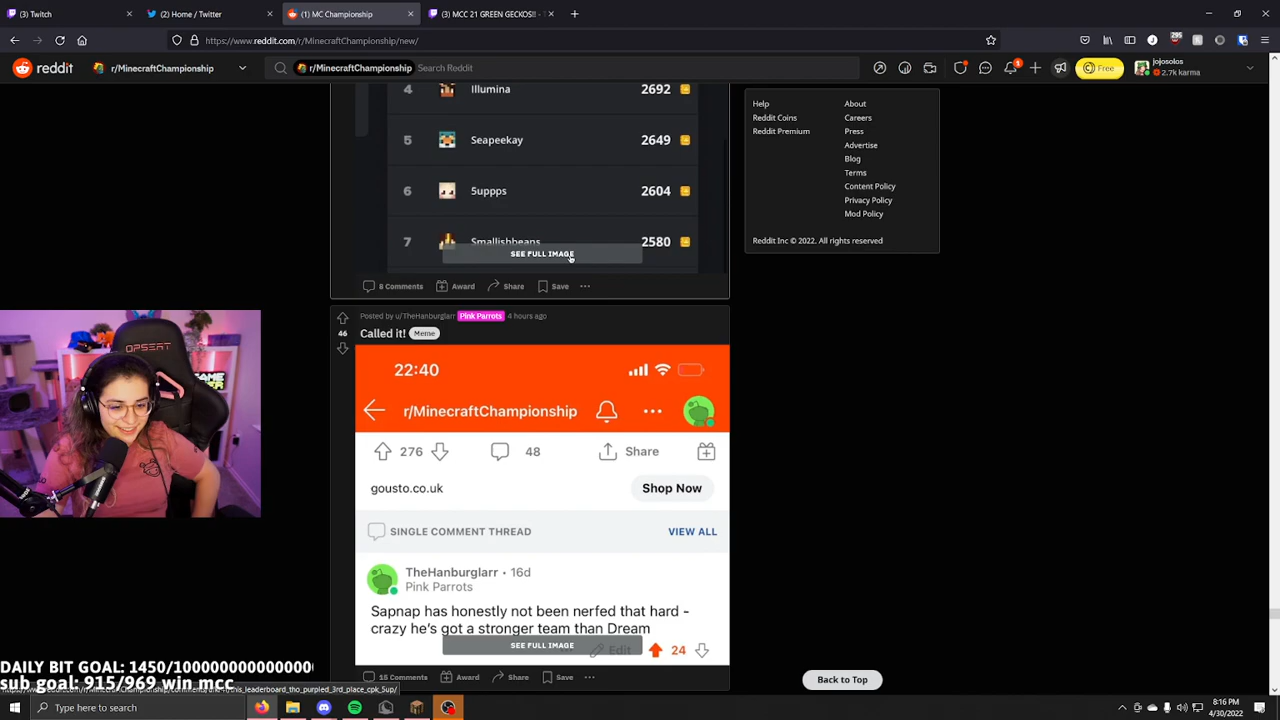 (3) Twitch
(2) Home / Twitter
(1) MC Championship
(3) MCC 21 GREEN GECKOS!! - T
https://www.reddit.com/r/MinecraftChampionship/new/
295
reddit
r/MinecraftChampionship
r/MinecraftChampionship
Search Reddit
Free
jojosolos
2.7k karma
4 Illumina 2692
5 Seapeekay 2649
6 5uppps 2604
7 Smallishbeans 2580
SEE FULL IMAGE
8 Comments Award Share Save
Help
Reddit Coins
Reddit Premium
About
Careers
Press
Advertise
Blog
Terms
Content Policy
Privacy Policy
Mod Policy
Reddit Inc © 2022. All rights reserved
Posted by u/TheHanburglarr Pink Parrots 4 hours ago
46
Called it! Meme
22:40
r/MinecraftChampionship
276 48 Share
gousto.co.uk
Shop Now
SINGLE COMMENT THREAD
VIEW ALL
TheHanburglarr • 16d
Pink Parrots
Sapnap has honestly not been nerfed that hard -
crazy he's got a stronger team than Dream
SEE FULL IMAGE
Edit
24
15 Comments Award Share Save
Back to Top
OPSEAT
DAILY BIT GOAL: 1450/1000000000000
sub goal: 915/969 win mcc
Type here to search
8:16 PM
4/30/2022